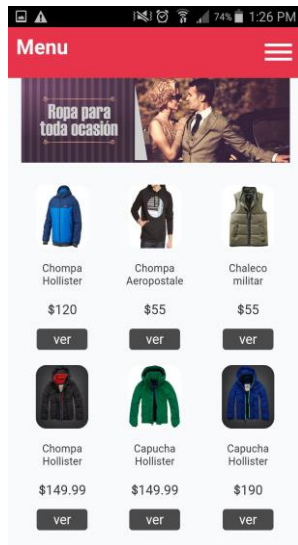 74% 1:26 PM
Menu
Ropa para
toda ocasión
Chompa
Hollister
Chompa
Aeropostale
Chaleco
militar
$120
$55
$55
ver
ver
ver
Chompa
Hollister
Capucha
Hollister
Capucha
Hollister
$149.99
$149.99
$190
ver
ver
ver